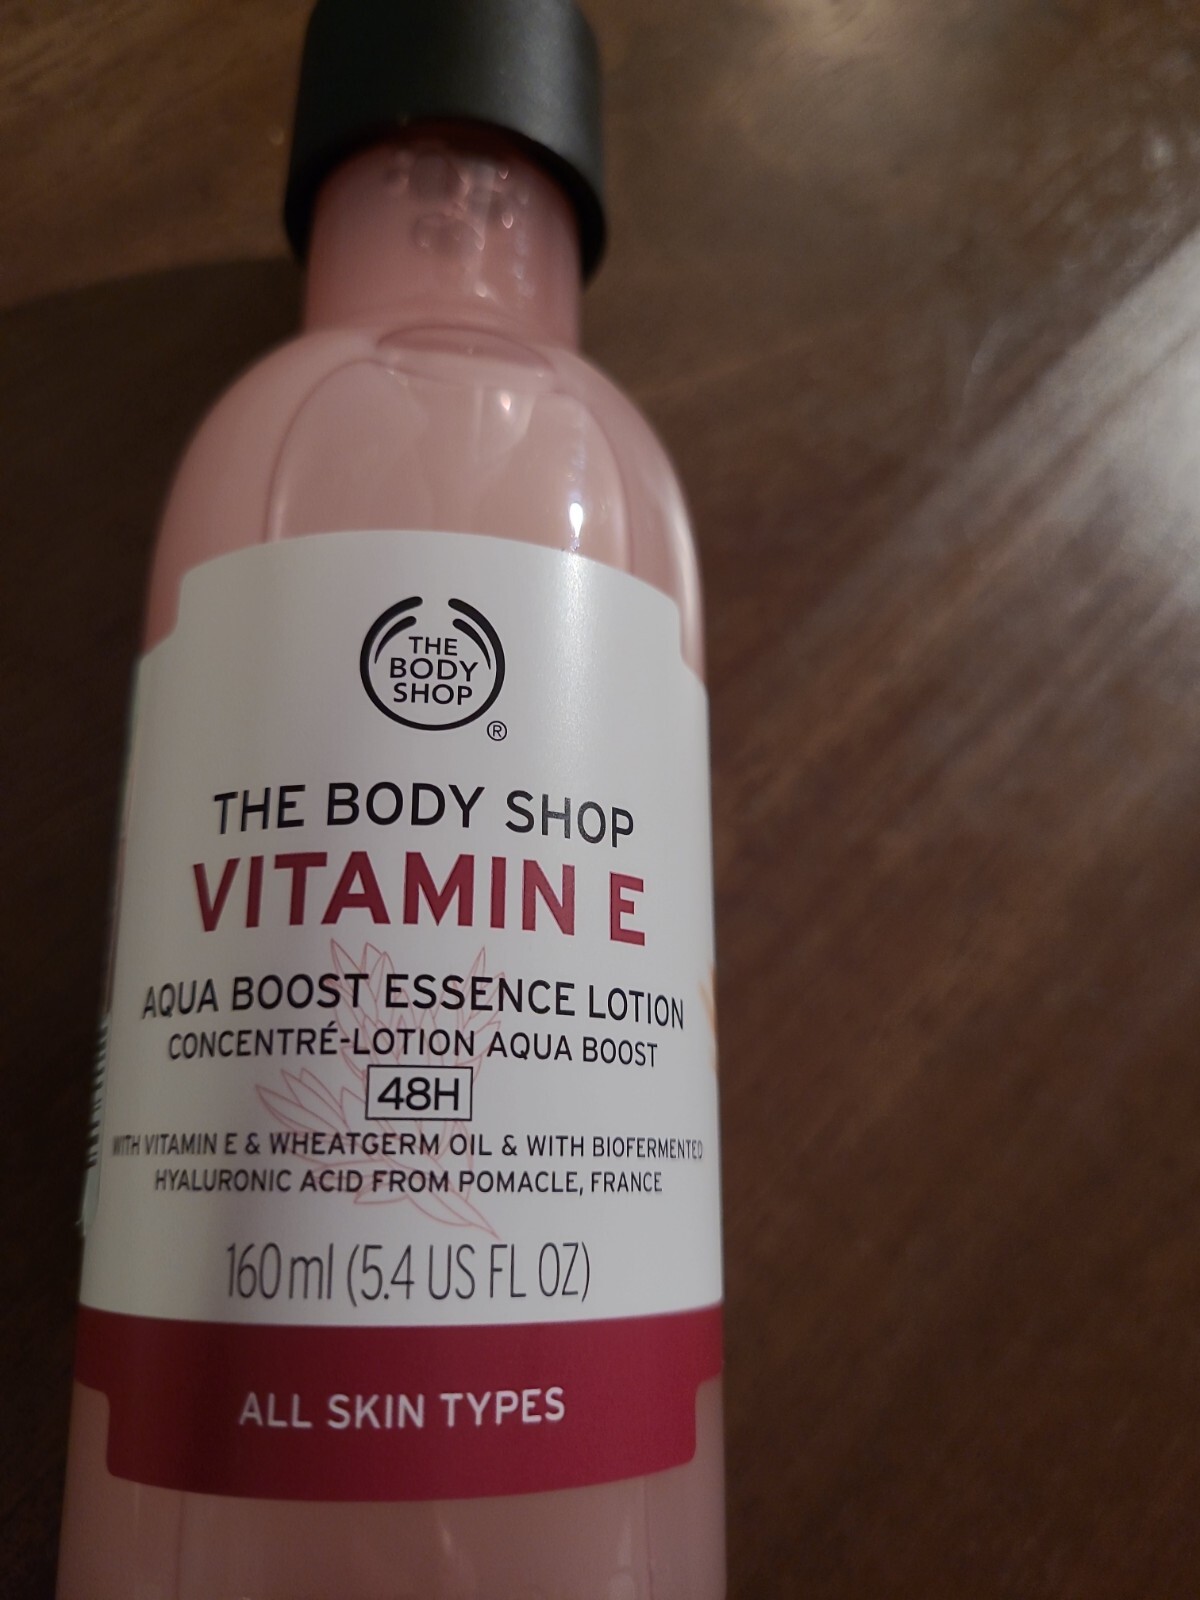 THE
BODY
SHOP
®
THE BODY SHOP
VITAMIN E
AQUA BOOST ESSENCE LOTION
CONCENTRÉ-LOTION AQUA BOOST
48H
WITH VITAMIN E & WHEATGERM OIL & WITH BIOFERMENTED
HYALURONIC ACID FROM POMACLE, FRANCE
160 ml (5.4 US FL OZ)
ALL SKIN TYPES